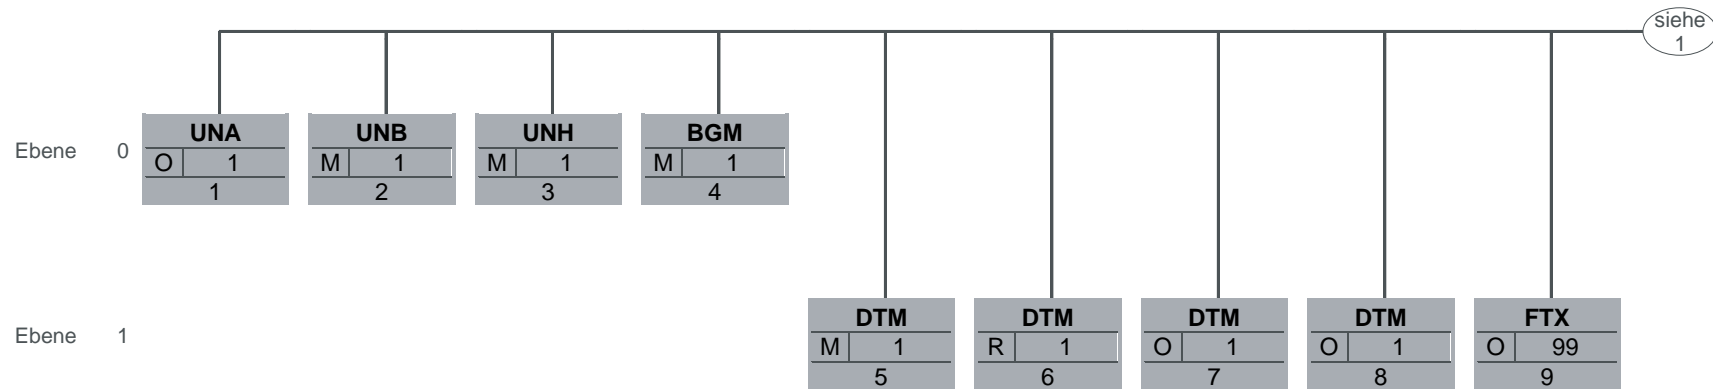 siehe
1
UNA UNB UNH BGM
Ebene 0 O 1 M 1 M 1 M 1
1 2 3 4
DTM DTM DTM DTM FTX
Ebene 1 M 1 R 1 O 1 O 1 O 99
5 6 7 8 9